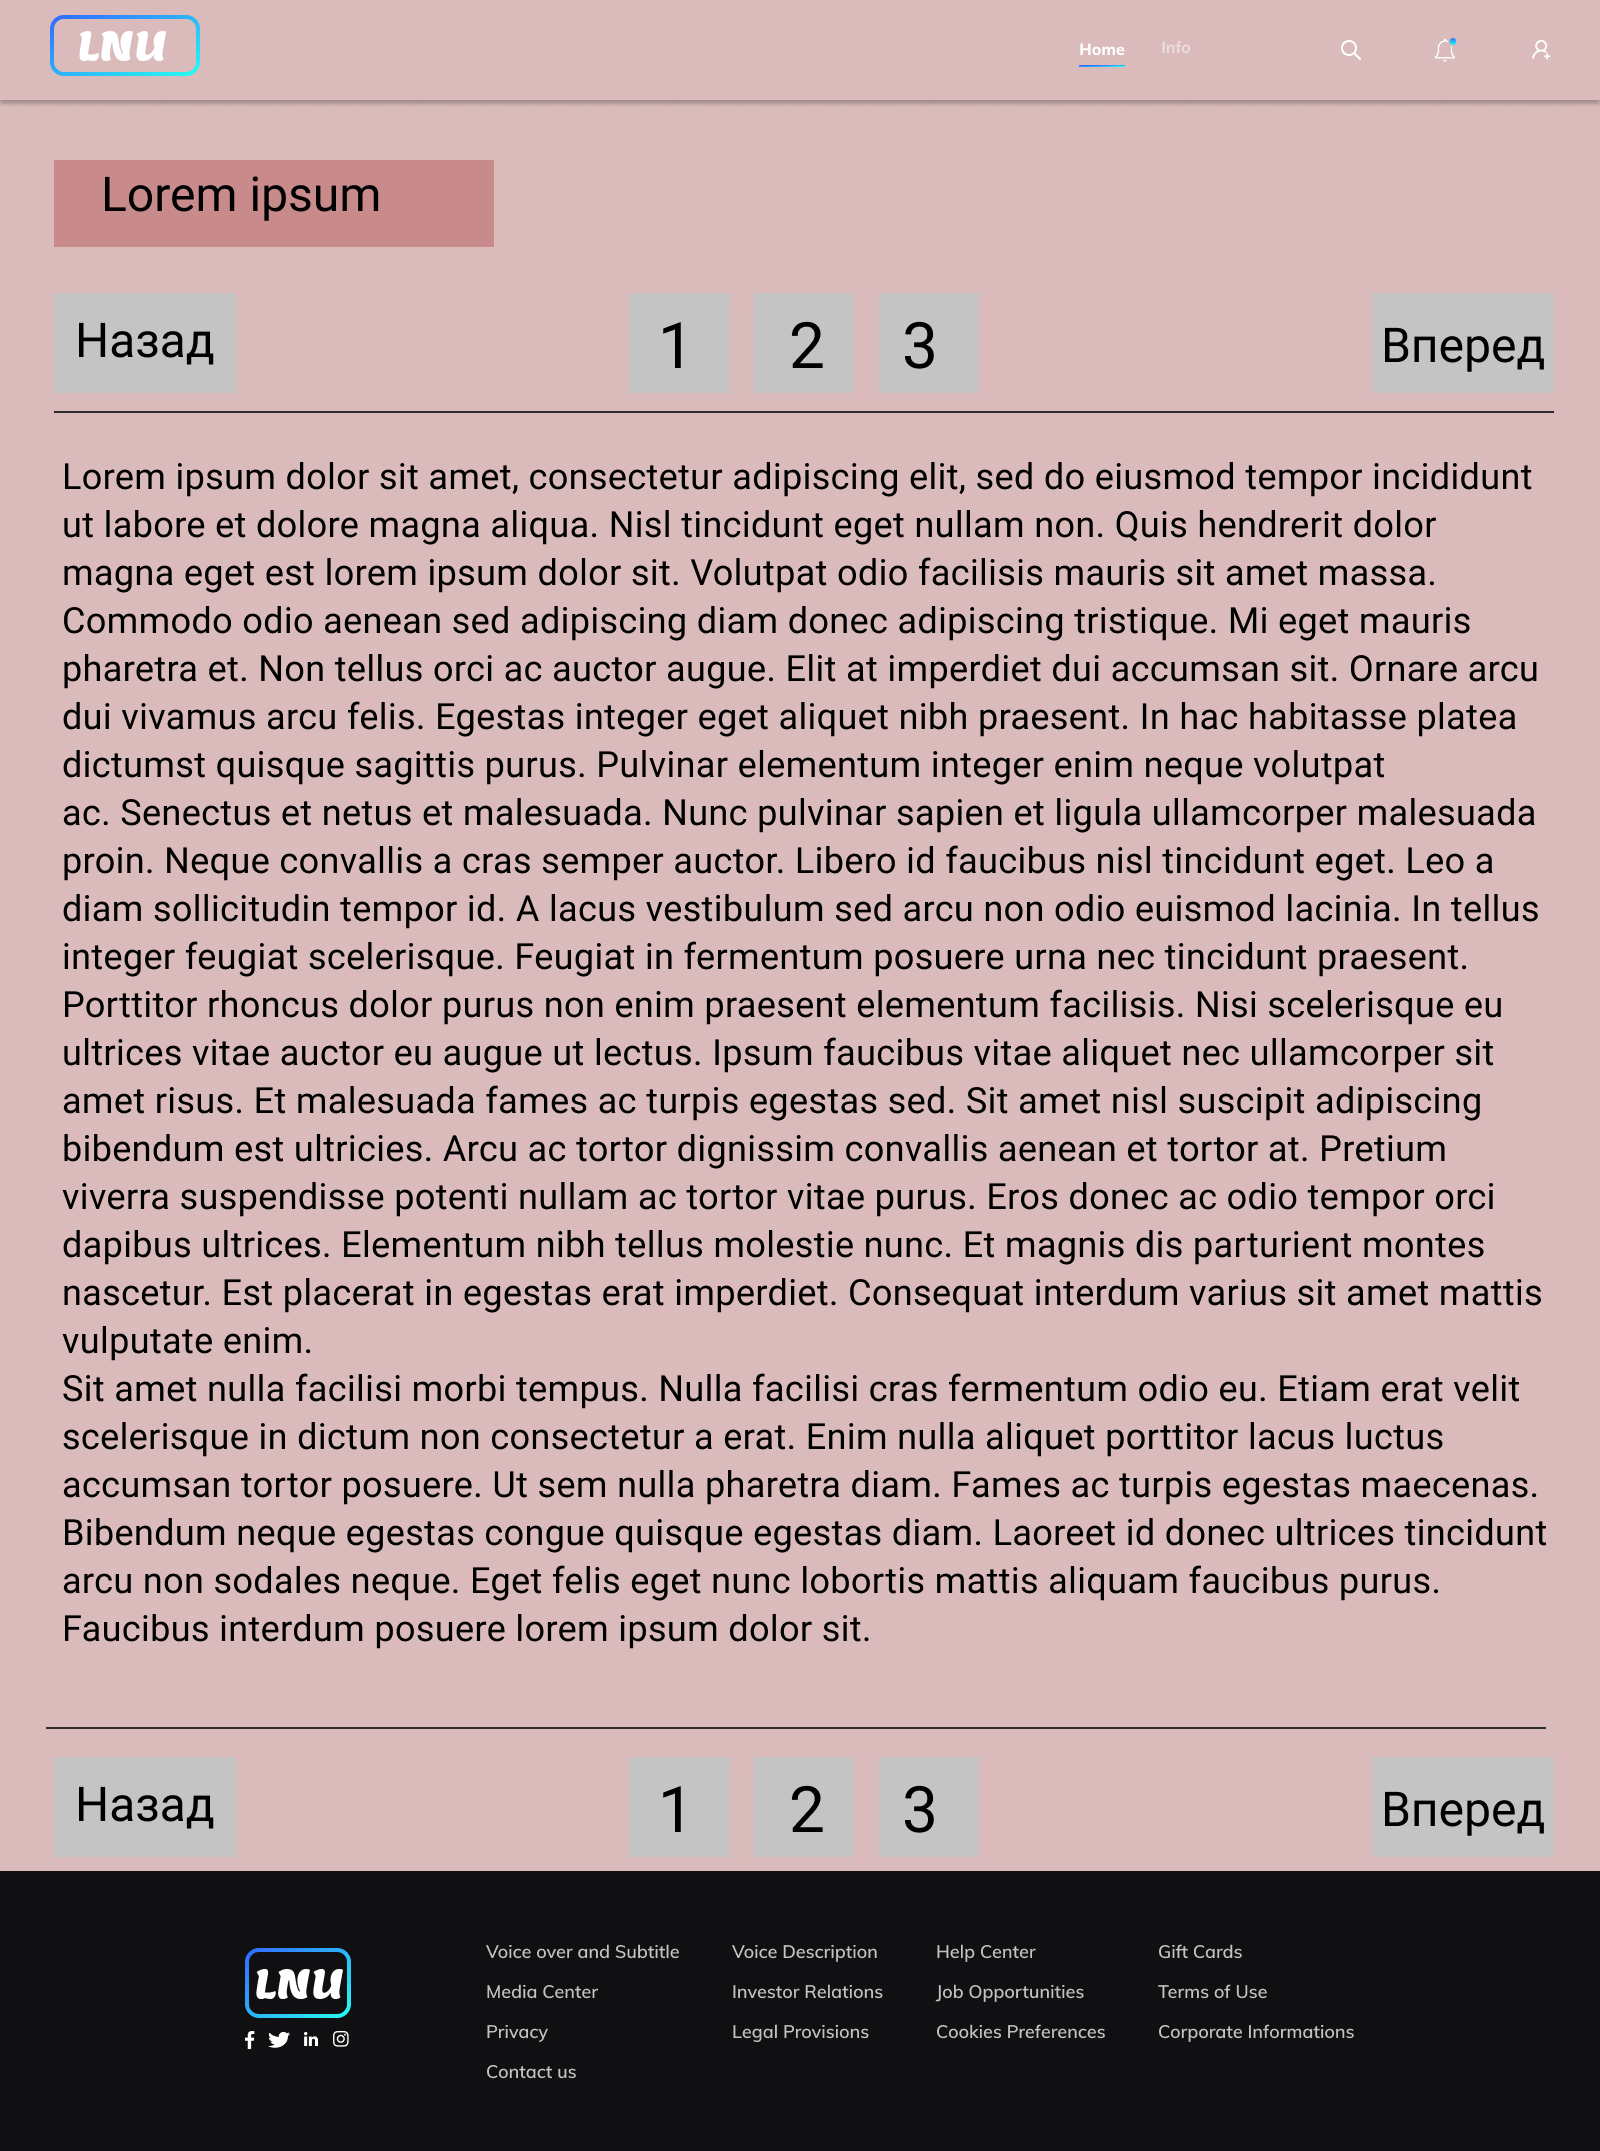 LNU
Home Info
Lorem ipsum
Назад 1 2 3 Вперед
Lorem ipsum dolor sit amet, consectetur adipiscing elit, sed do eiusmod tempor incididunt
ut labore et dolore magna aliqua. Nisl tincidunt eget nullam non. Quis hendrerit dolor
magna eget est lorem ipsum dolor sit. Volutpat odio facilisis mauris sit amet massa.
Commodo odio aenean sed adipiscing diam donec adipiscing tristique. Mi eget mauris
pharetra et. Non tellus orci ac auctor augue. Elit at imperdiet dui accumsan sit. Ornare arcu
dui vivamus arcu felis. Egestas integer eget aliquet nibh praesent. In hac habitasse platea
dictumst quisque sagittis purus. Pulvinar elementum integer enim neque volutpat
ac. Senectus et netus et malesuada. Nunc pulvinar sapien et ligula ullamcorper malesuada
proin. Neque convallis a cras semper auctor. Libero id faucibus nisl tincidunt eget. Leo a
diam sollicitudin tempor id. A lacus vestibulum sed arcu non odio euismod lacinia. In tellus
integer feugiat scelerisque. Feugiat in fermentum posuere urna nec tincidunt praesent.
Porttitor rhoncus dolor purus non enim praesent elementum facilisis. Nisi scelerisque eu
ultrices vitae auctor eu augue ut lectus. Ipsum faucibus vitae aliquet nec ullamcorper sit
amet risus. Et malesuada fames ac turpis egestas sed. Sit amet nisl suscipit adipiscing
bibendum est ultricies. Arcu ac tortor dignissim convallis aenean et tortor at. Pretium
viverra suspendisse potenti nullam ac tortor vitae purus. Eros donec ac odio tempor orci
dapibus ultrices. Elementum nibh tellus molestie nunc. Et magnis dis parturient montes
nascetur. Est placerat in egestas erat imperdiet. Consequat interdum varius sit amet mattis
vulputate enim.
Sit amet nulla facilisi morbi tempus. Nulla facilisi cras fermentum odio eu. Etiam erat velit
scelerisque in dictum non consectetur a erat. Enim nulla aliquet porttitor lacus luctus
accumsan tortor posuere. Ut sem nulla pharetra diam. Fames ac turpis egestas maecenas.
Bibendum neque egestas congue quisque egestas diam. Laoreet id donec ultrices tincidunt
arcu non sodales neque. Eget felis eget nunc lobortis mattis aliquam faucibus purus.
Faucibus interdum posuere lorem ipsum dolor sit.
Назад 1 2 3 Вперед
LNU
Voice over and Subtitle Voice Description Help Center Gift Cards
Media Center Investor Relations Job Opportunities Terms of Use
Privacy Legal Provisions Cookies Preferences Corporate Informations
Contact us